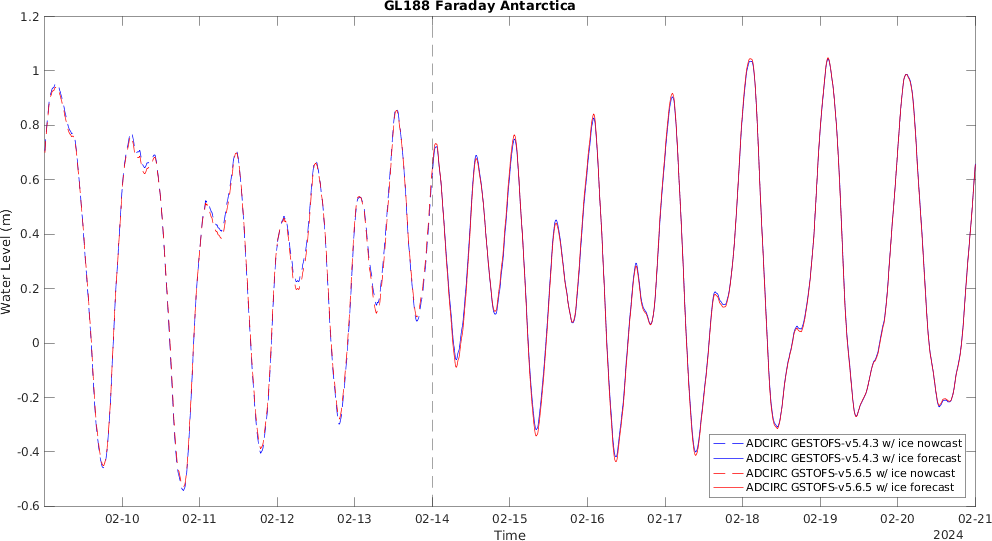 GL188 Faraday Antarctica
Water Level (m)
1.2
1
0.8
0.6
0.4
0.2
0
-0.2
-0.4
-0.6
ADCIRC GESTOFS-v5.4.3 w/ ice nowcast
ADCIRC GESTOFS-v5.4.3 w/ ice forecast
ADCIRC GSTOFS-v5.6.5 w/ ice nowcast
ADCIRC GSTOFS-v5.6.5 w/ ice forecast
02-10 02-11 02-12 02-13 02-14 02-15 02-16 02-17 02-18 02-19 02-20 02-21
Time
2024